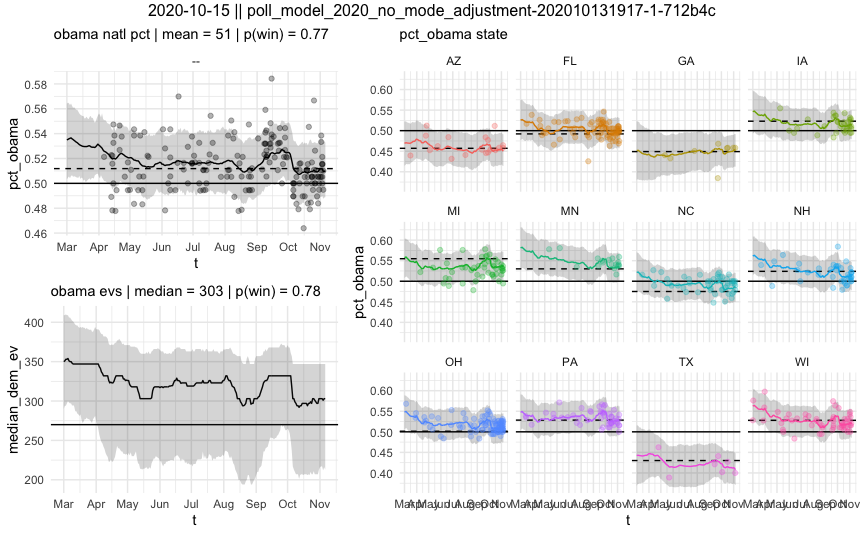 2020-10-15 || poll_model_2020_no_mode_adjustment-202010131917-1-712b4c
obama natl pct | mean = 51 | p(win) = 0.77
--
pct_obama
0.58
0.56
0.54
0.52
0.50
0.48
0.46
Mar Apr May Jun Jul Aug Sep Oct Nov
t
obama evs | median = 303 | p(win) = 0.78
median_dem_ev
400
350
300
250
200
Mar Apr May Jun Jul Aug Sep Oct Nov
t
pct_obama state
AZ FL GA IA
0.60
0.55
0.50
0.45
0.40
MI MN NC NH
pct_obama
0.60
0.55
0.50
0.45
0.40
OH PA TX WI
0.60
0.55
0.50
0.45
0.40
t